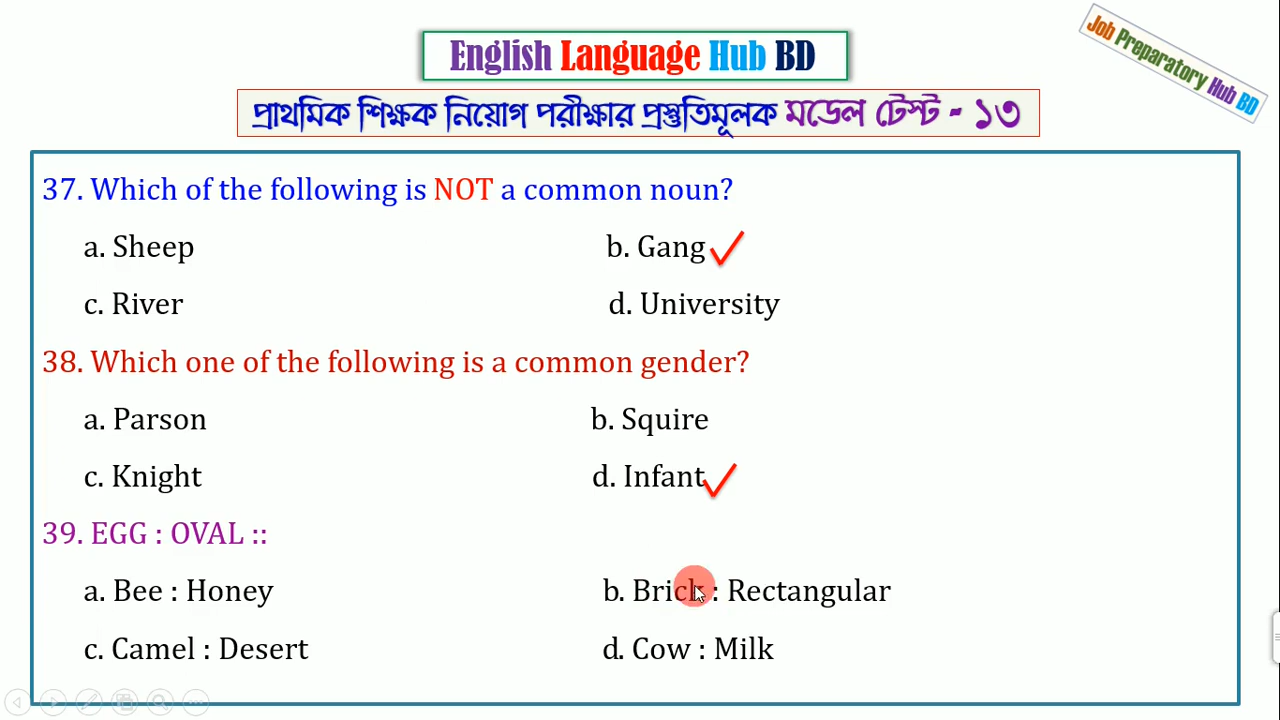 English Language Hub BD
Job Preparatory Hub BD
প্রাথমিক শিক্ষক নিয়োগ পরীক্ষার প্রস্তুতিমূলক মডেল টেস্ট - ১৩
37. Which of the following is NOT a common noun?
a. Sheep b. Gang
c. River d. University
38. Which one of the following is a common gender?
a. Parson b. Squire
c. Knight d. Infant
39. EGG : OVAL ::
a. Bee : Honey b. Brick : Rectangular
c. Camel : Desert d. Cow : Milk